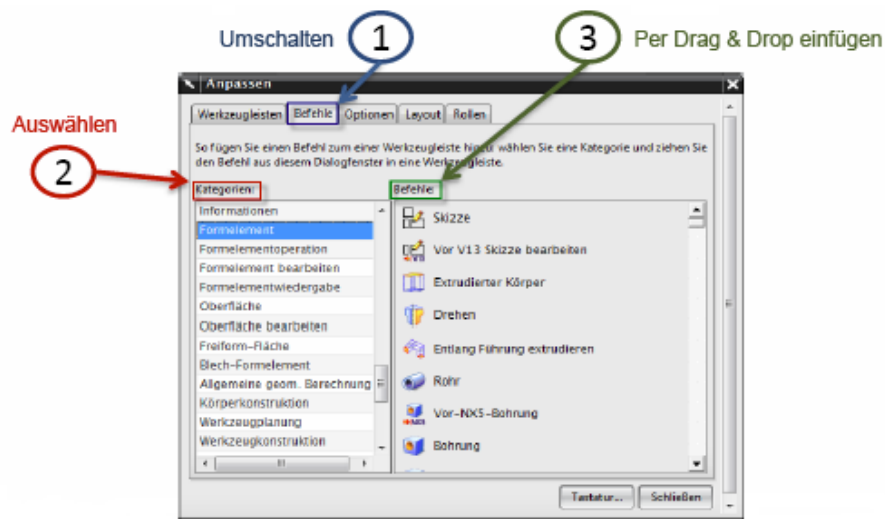 Umschalten 1
3 Per Drag & Drop einfügen
Auswählen
2
Anpassen
Werkzeugleisten Befehle Optionen Layout Rollen
So fügen Sie einen Befehl zum einer Werkzeugleiste hinzu: wählen Sie eine Kategorie und ziehen Sie
den Befehl aus diesem Dialogfenster in eine Werkzeugleiste.
Kategorien:
Informationen
Formelement
Formelementoperation
Formelement bearbeiten
Formelementwiedergabe
Oberfläche
Oberfläche bearbeiten
Freiform-Fläche
Blech-Formelement
Allgemeine geom. Berechnung
Körperkonstruktion
Werkzeugplanung
Werkzeugkonstruktion
Befehle:
Skizze
Vor V13 Skizze bearbeiten
Extrudierter Körper
Drehen
Entlang Führung extrudieren
Rohr
Vor-NX5-Bohrung
Bohrung
Tastatur... Schließen